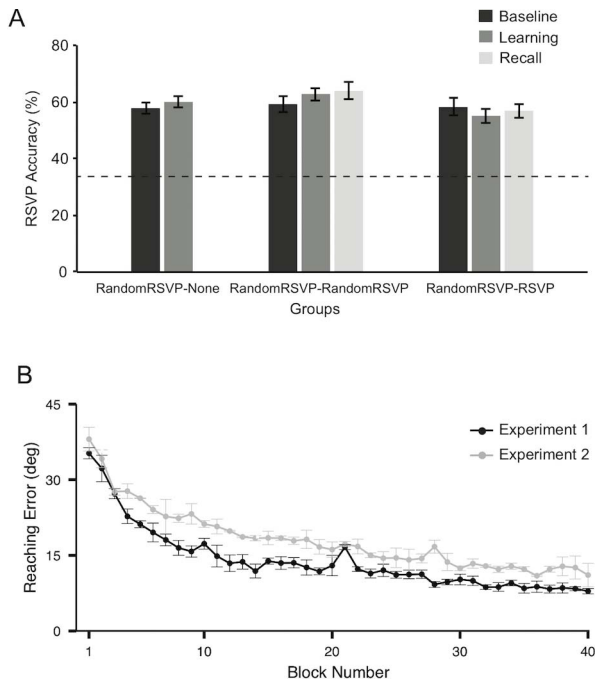 A
Baseline
Learning
Recall
RSVP Accuracy (%)
80
60
40
20
0
RandomRSVP-None RandomRSVP-RandomRSVP RandomRSVP-RSVP
Groups
B
Experiment 1
Experiment 2
Reaching Error (deg)
45
30
15
0
1 10 20 30 40
Block Number